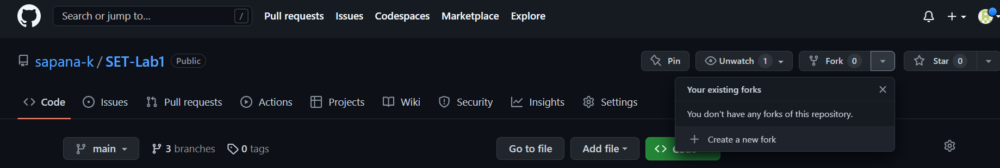 Search or jump to... / Pull requests Issues Codespaces Marketplace Explore
sapana-k / SET-Lab1 Public Pin Unwatch 1 Fork 0 Star 0
Your existing forks
Code Issues Pull requests Actions Projects Wiki Security Insights Settings
You don't have any forks of this repository.
Create a new fork
main 3 branches 0 tags Go to file Add file